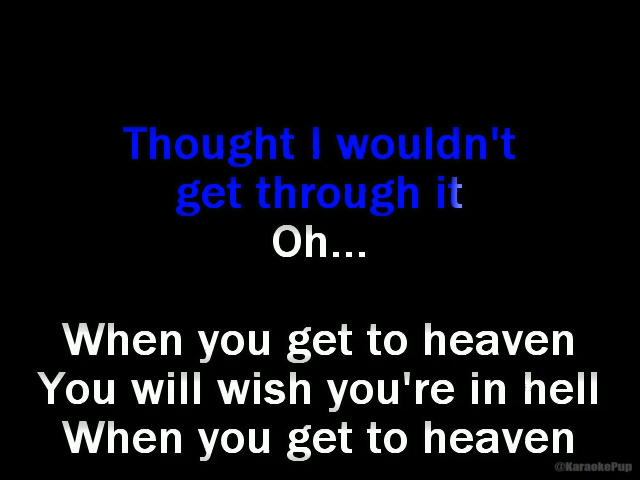 Thought I wouldn't
get through it
Oh...
When you get to heaven
You will wish you're in hell
When you get to heaven
@KaraokePup